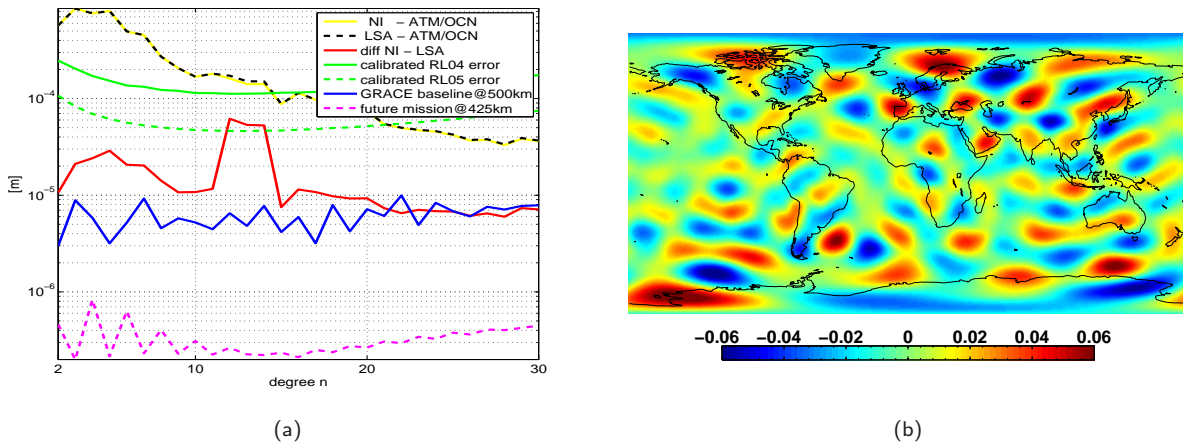 NI – ATM/OCN
LSA – ATM/OCN
diff NI – LSA
calibrated RL04 error
calibrated RL05 error
GRACE baseline@500km
future mission@425km
10⁻⁴
10⁻⁵
10⁻⁶
[m]
2 10 20 30
degree n
(a)
−0.06 −0.04 −0.02 0 0.02 0.04 0.06
(b)